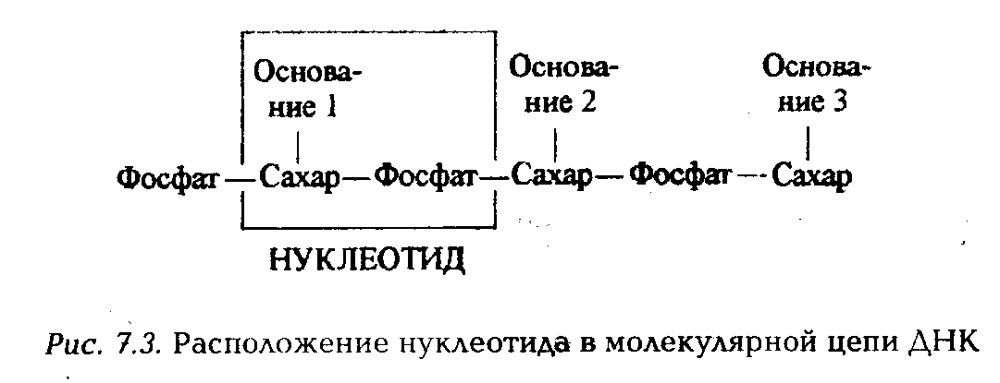 Основа- Основа- Основа-
ние 1 ние 2 ние 3
Фосфат — Сахар — Фосфат — Сахар — Фосфат — Сахар
НУКЛЕОТИД
Рис. 7.3. Расположение нуклеотида в молекулярной цепи ДНК